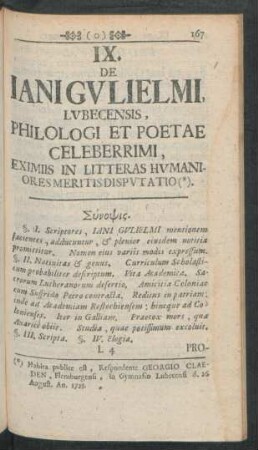 (o) 167
IX.
DE
IANI GVLIELMI,
LVBECENSIS,
PHILOLOGI ET POETAE
CELEBERRIMI,
EXIMIIS IN LITTERAS HVMANI-
ORES MERITIS DISPVTATIO (*).
Σύνοψις.
§. I. Scriptores, IANI GVLIELMI mentionem
facientes, adducuntur, & plenior eiusdem notitia
promittitur. Nomen eius variis modis expressum.
§. II. Natiuitas & genus. Curriculum Scholasti-
cum probabiliter descriptum. Vita Academica. Sa-
crorum Lutheranorum desertio. Amicitia Coloniae
cum Suffrido Petro contracta. Reditus in patriam;
inde ad Academiam Rostochiensem; hincque ad Co-
loniensem. Iter in Galliam. Praecox mors, quae
Auarici obiit. Studia, quae potissimum excoluit.
§. III. Scripta. §. IV. Elogia.
L 4 PRO-
(*) Habita publice est, Respondente GEORGIO CLAE-
DEN, Flensburgensi, in Gymnasio Lubecensi d. 26
August. An.